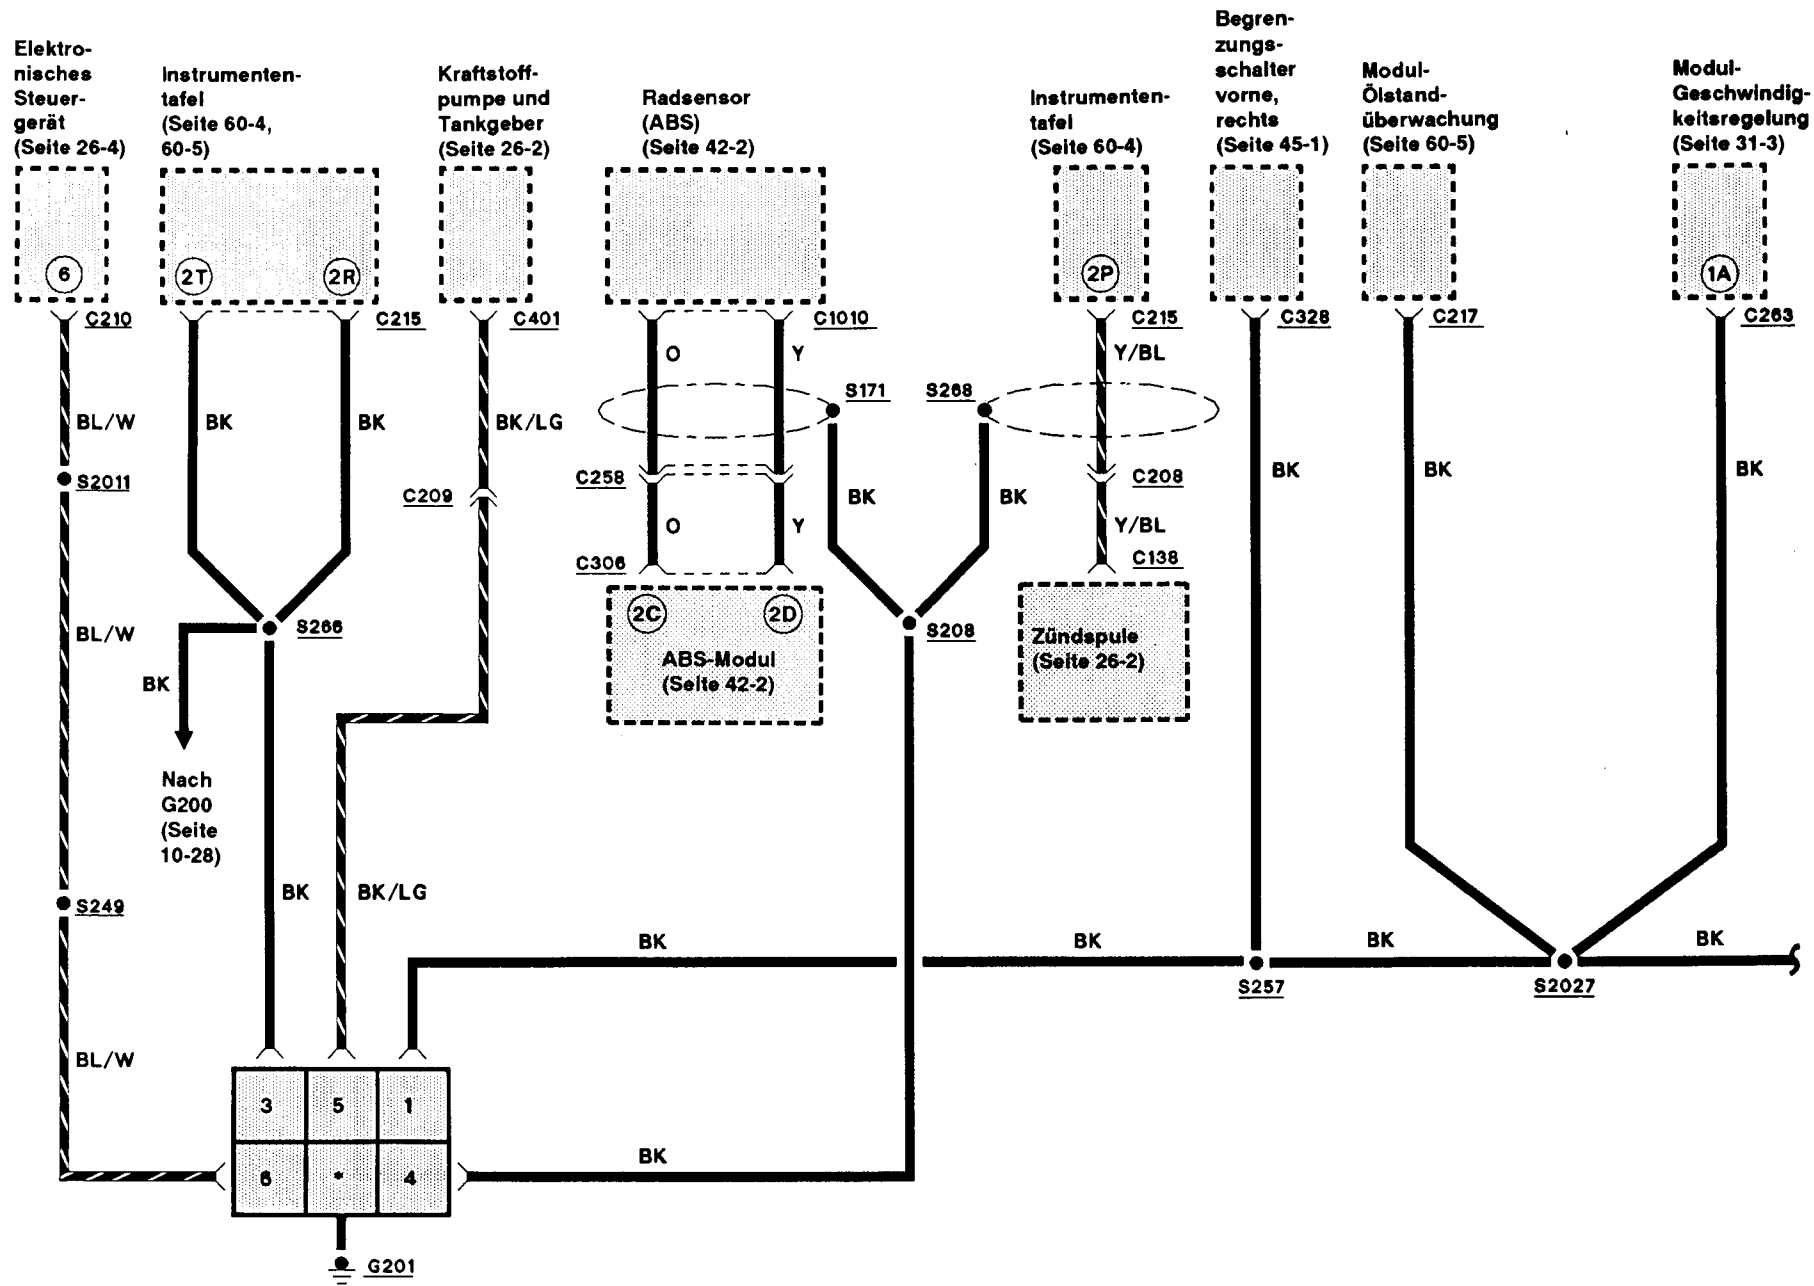 Elektro-
nisches
Steuer-
gerät
(Seite 26-4)
Instrumenten-
tafel
(Seite 60-4,
60-5)
Kraftstoff-
pumpe und
Tankgeber
(Seite 26-2)
Radsensor
(ABS)
(Seite 42-2)
Instrumenten-
tafel
(Seite 60-4)
Begren-
zungs-
schalter
vorne,
rechts
(Seite 45-1)
Modul-
Ölstand-
überwachung
(Seite 60-5)
Modul-
Geschwindig-
keitsregelung
(Seite 31-3)
6
2T
2R
2P
1A
C210
C215
C401
C1010
C215
C328
C217
C263
O
Y
Y/BL
S171
S268
BL/W
BK
BK
BK/LG
BK
BK
BK
S2011
C209
C258
BK
BK
C208
O
Y
Y/BL
C306
C138
2C
2D
ABS-Modul
(Seite 42-2)
Zündspule
(Seite 26-2)
BL/W
S266
S208
BK
Nach
G200
(Seite
10-28)
BK
BK/LG
S249
BK
BK
BK
BK
S257
S2027
BL/W
3
5
1
6
*
4
BK
G201